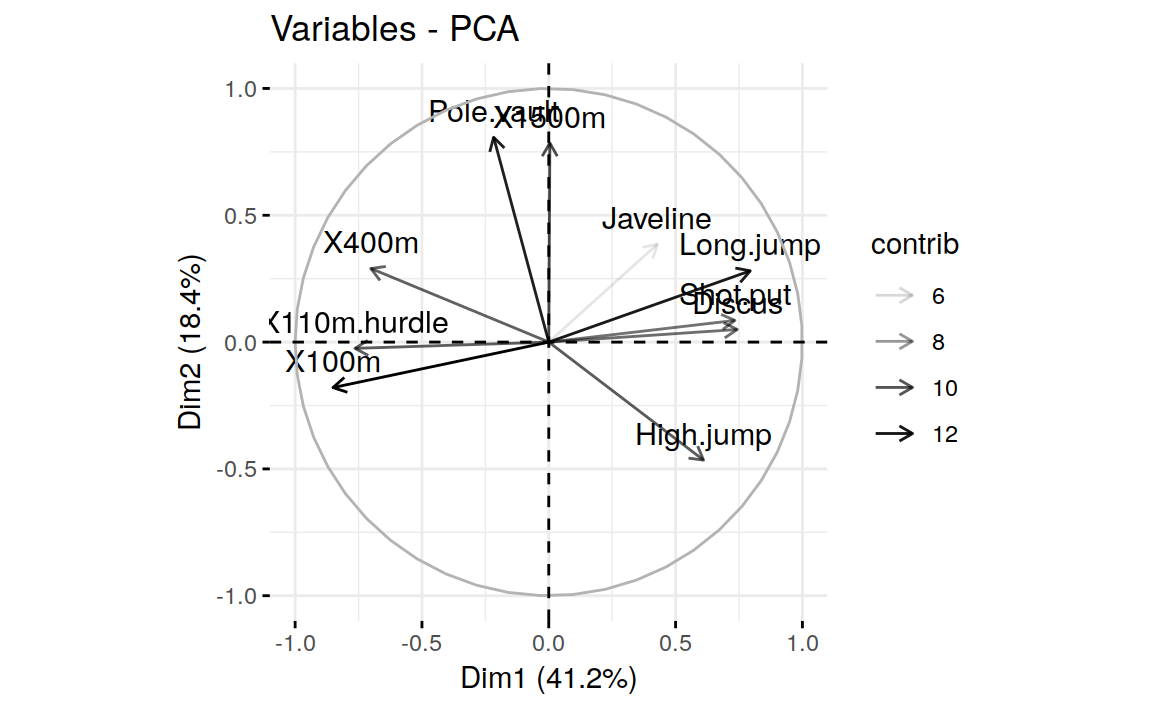 Variables - PCA
1.0
Pole.vault
X1500m
0.5
Javeline
X400m
Long.jump
Shot.put
Discus
X110m.hurdle
0.0
X100m
High.jump
-0.5
-1.0
-1.0 -0.5 0.0 0.5 1.0
Dim1 (41.2%)
Dim2 (18.4%)
contrib
6
8
10
12